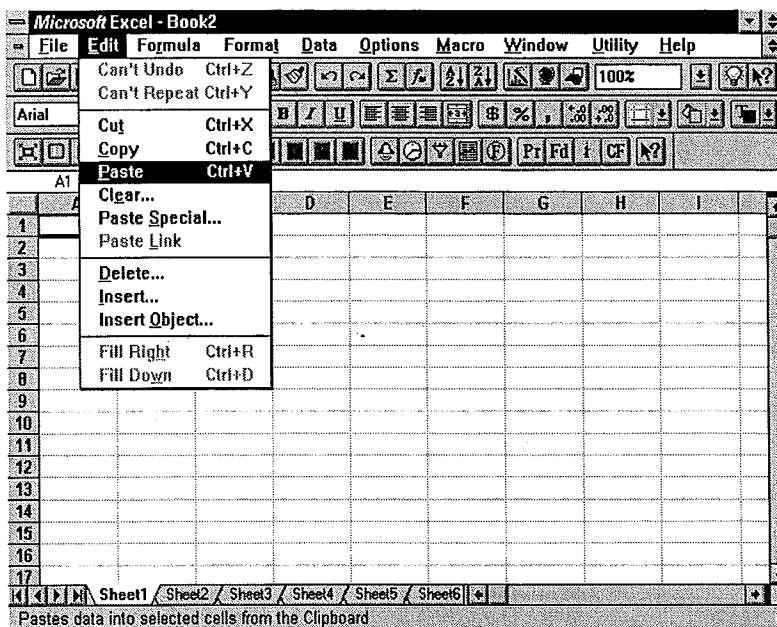 Microsoft Excel - Book2
File Edit Formula Format Data Options Macro Window Utility Help
Can't Undo Ctrl+Z
Can't Repeat Ctrl+Y
Cut Ctrl+X
Copy Ctrl+C
Paste Ctrl+V
Clear...
Paste Special...
Paste Link
Delete...
Insert...
Insert Object...
Fill Right Ctrl+R
Fill Down Ctrl+D
100%
Arial B I U $ % ,
Pr Fd CF
A1
D E F G H I
1
2
3
4
5
6
7
8
9
10
11
12
13
14
15
16
17
Sheet1 Sheet2 Sheet3 Sheet4 Sheet5 Sheet6
Pastes data into selected cells from the Clipboard